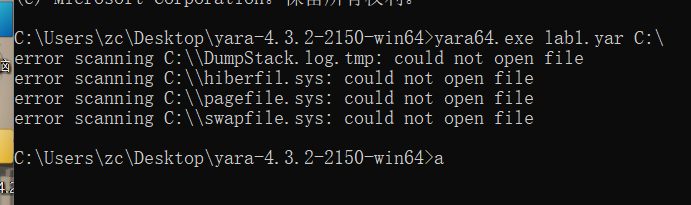 (c) Microsoft Corporation。保留所有权利。
C:\Users\zc\Desktop\yara-4.3.2-2150-win64>yara64.exe lab1.yar C:\
error scanning C:\\DumpStack.log.tmp: could not open file
error scanning C:\\hiberfil.sys: could not open file
error scanning C:\\pagefile.sys: could not open file
error scanning C:\\swapfile.sys: could not open file
C:\Users\zc\Desktop\yara-4.3.2-2150-win64>a